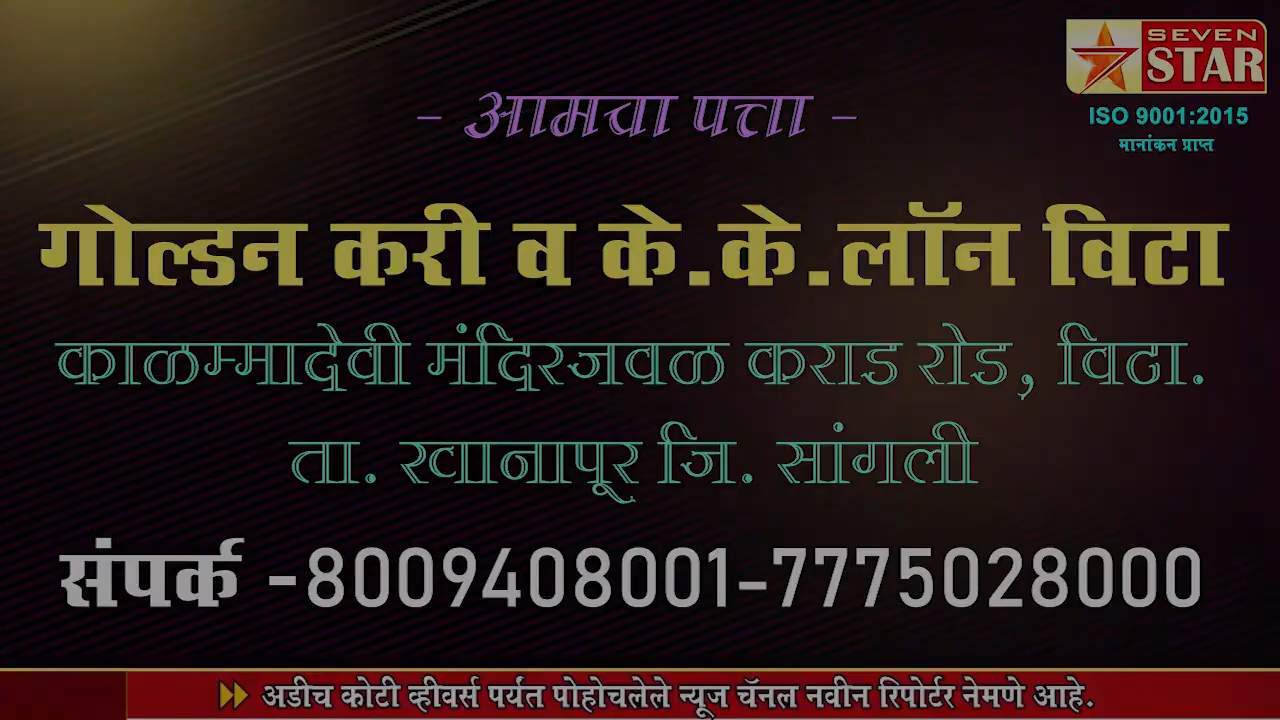 SEVEN
STAR
ISO 9001:2015
मानांकन प्राप्त
- आमचा पत्ता -
गोल्डन करी व के.के.लॉन विटा
काळम्मादेवी मंदिरजवळ कराड रोड, विटा.
ता. खानापूर जि. सांगली
संपर्क -8009408001-7775028000
अडीच कोटी व्हीवर्स पर्यंत पोहोचलेले न्यूज चॅनल नवीन रिपोर्टर नेमणे आहे.